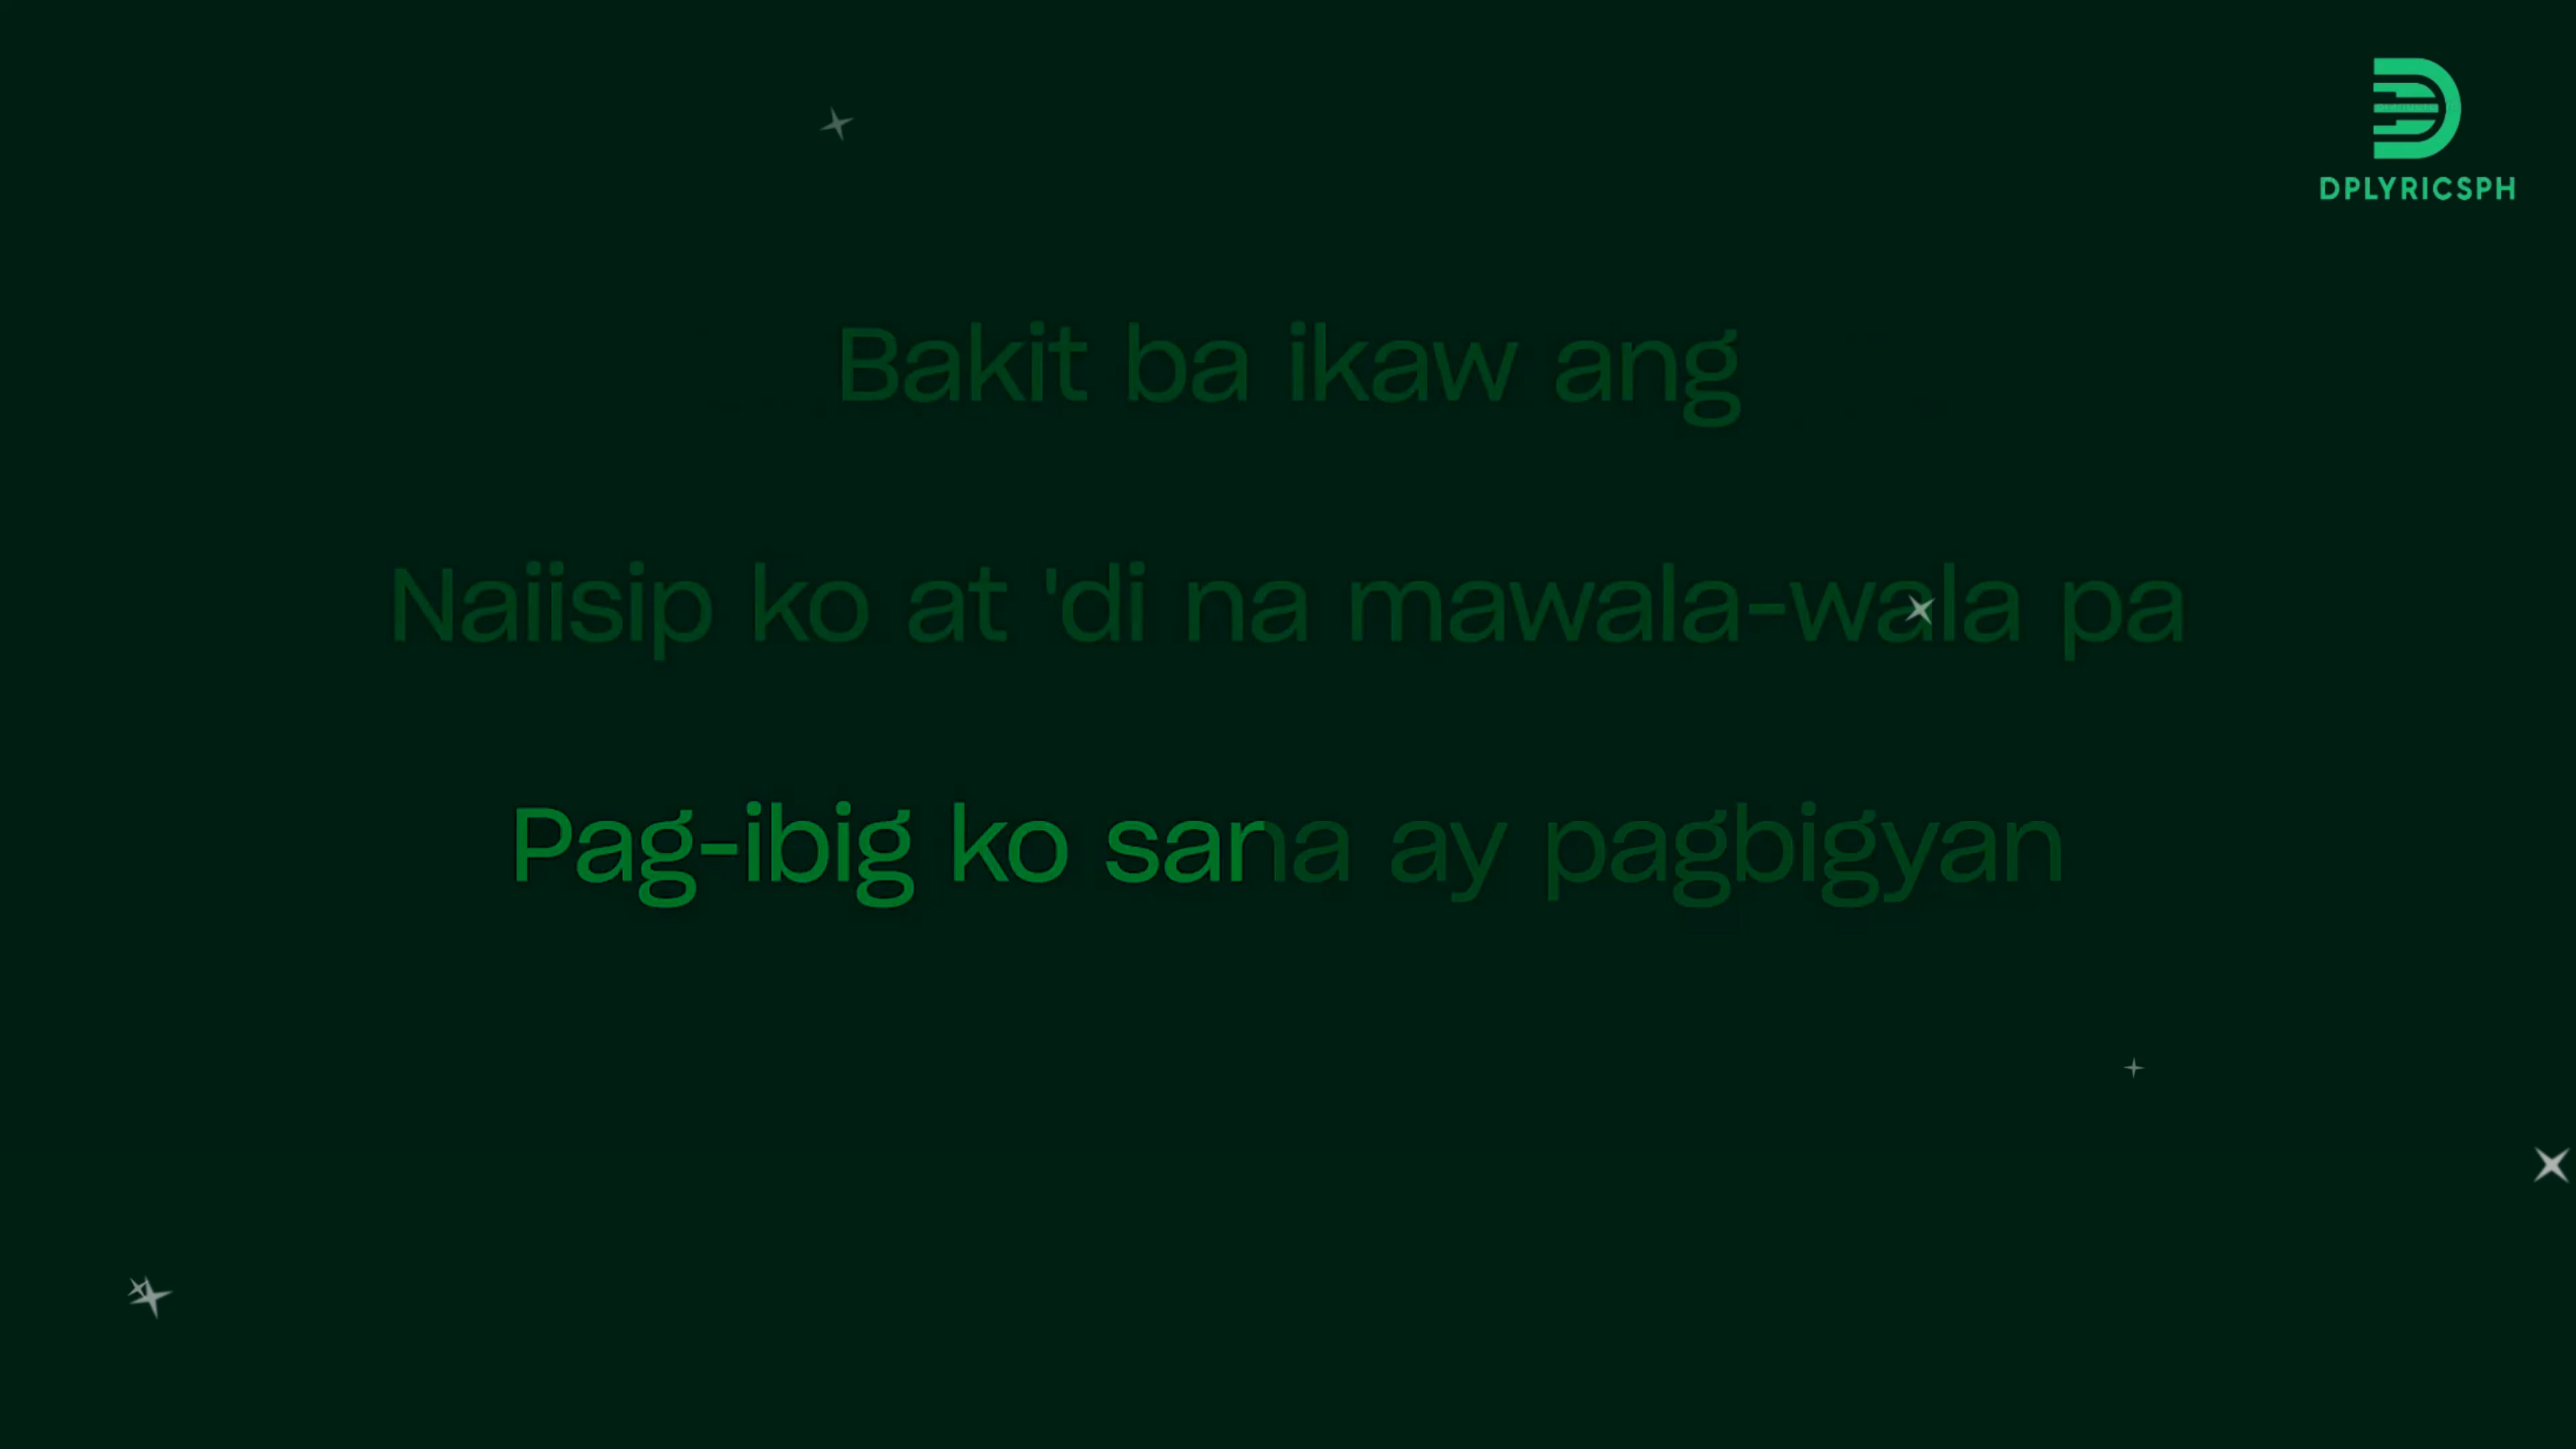 DPLYRICSPH
Bakit ba ikaw ang
Naiisip ko at 'di na mawala-wala pa
Pag-ibig ko sana ay pagbigyan